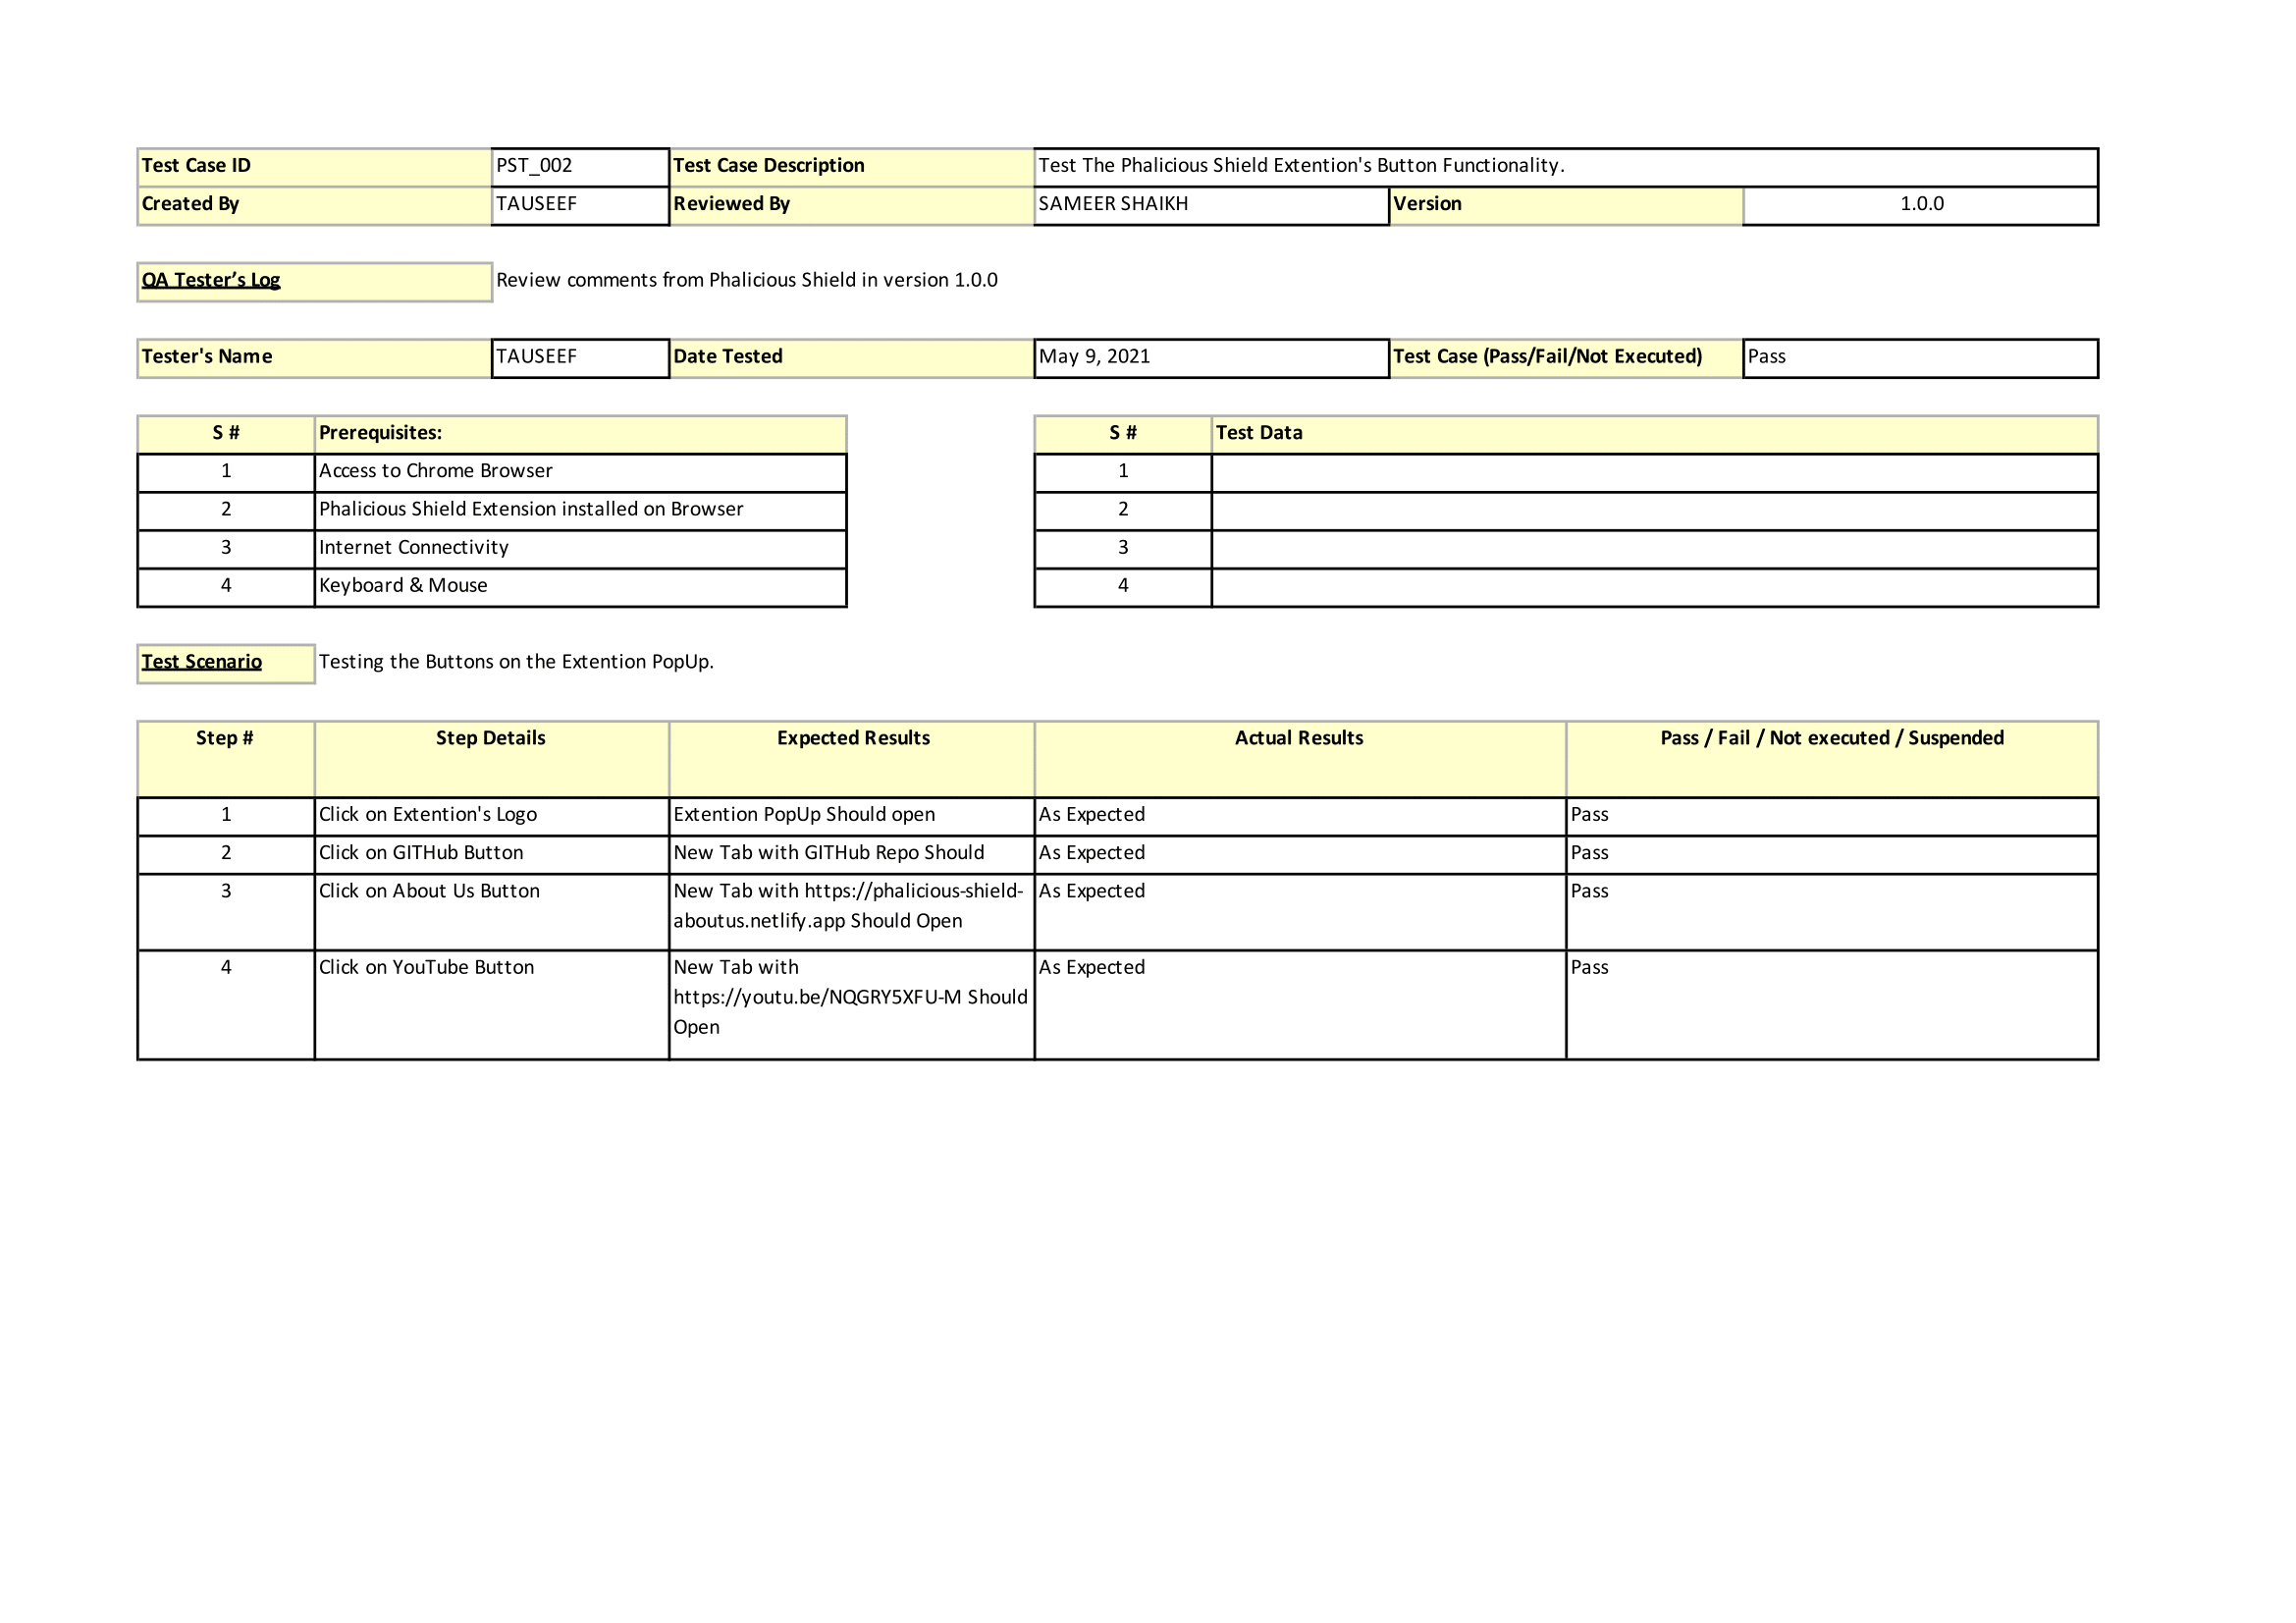 Test Case ID PST_002 Test Case Description Test The Phalicious Shield Extention's Button Functionality.
Created By TAUSEEF Reviewed By SAMEER SHAIKH Version 1.0.0
QA Tester’s Log Review comments from Phalicious Shield in version 1.0.0
Tester's Name TAUSEEF Date Tested May 9, 2021 Test Case (Pass/Fail/Not Executed) Pass
S # Prerequisites: S # Test Data
1 Access to Chrome Browser 1
2 Phalicious Shield Extension installed on Browser 2
3 Internet Connectivity 3
4 Keyboard & Mouse 4
Test Scenario Testing the Buttons on the Extention PopUp.
Step # Step Details Expected Results Actual Results Pass / Fail / Not executed / Suspended
1 Click on Extention's Logo Extention PopUp Should open As Expected Pass
2 Click on GITHub Button New Tab with GITHub Repo Should As Expected Pass
3 Click on About Us Button New Tab with https://phalicious-shield- As Expected Pass
aboutus.netlify.app Should Open
4 Click on YouTube Button New Tab with As Expected Pass
https://youtu.be/NQGRY5XFU-M Should
Open